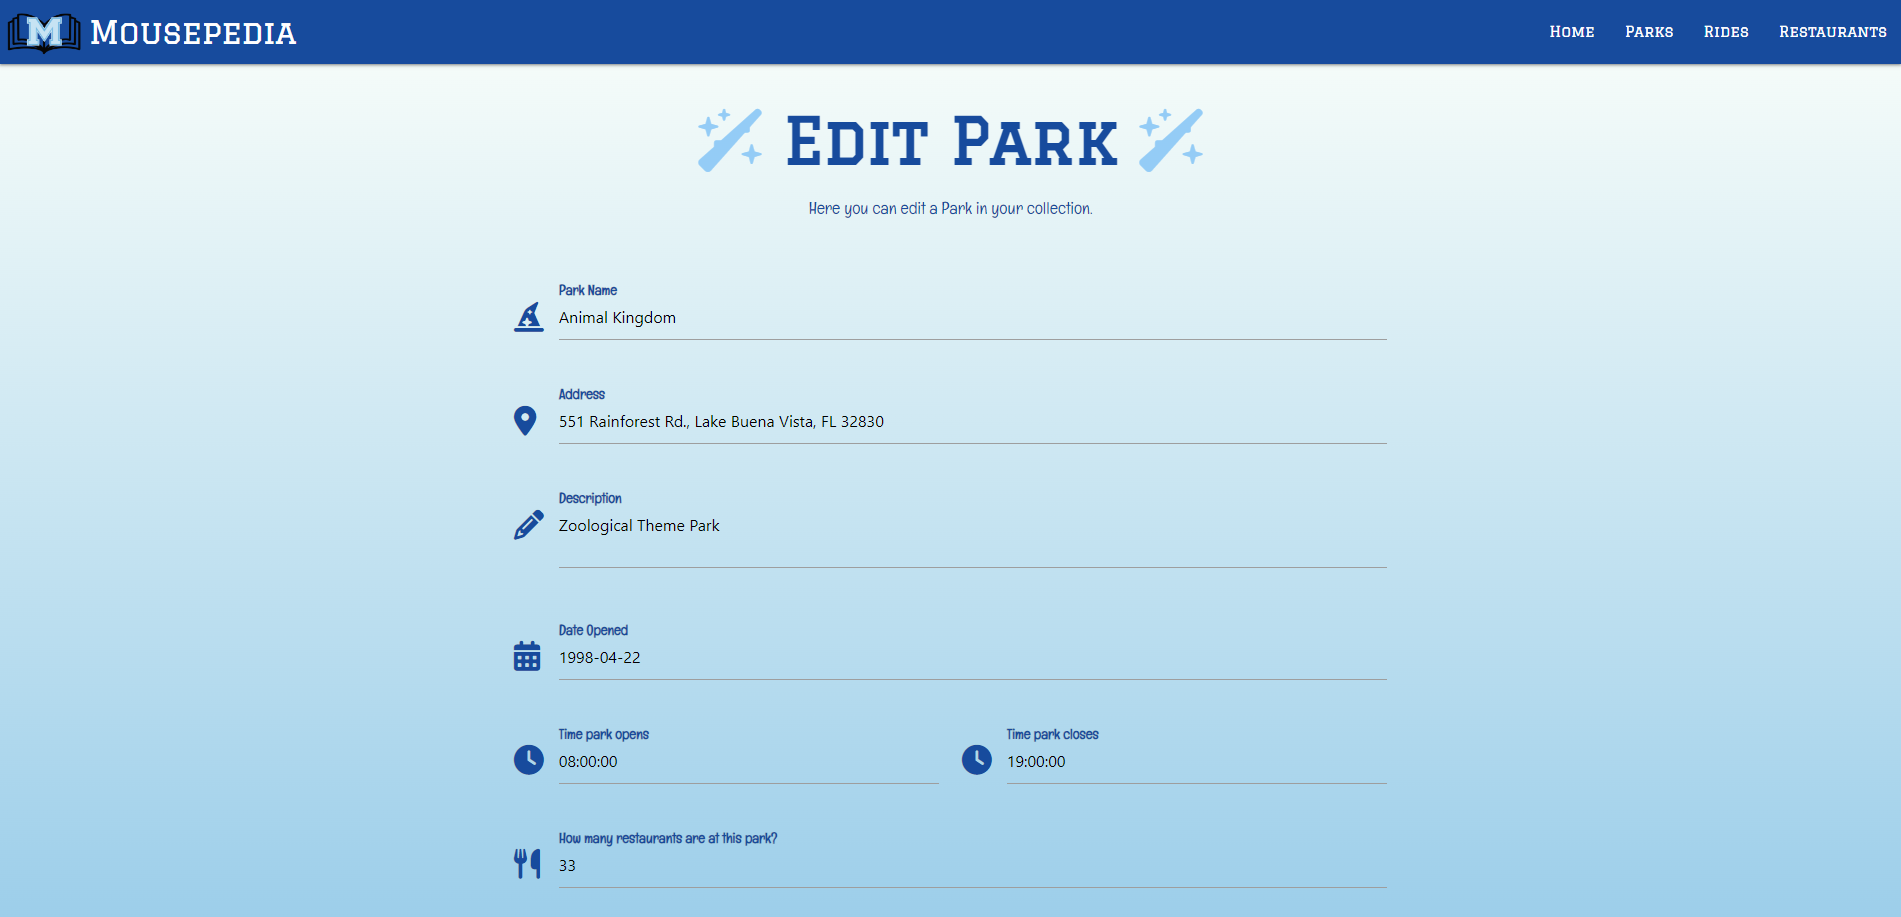 M Mousepedia
Home Parks Rides Restaurants
Edit Park
Here you can edit a Park in your collection.
Park Name
Animal Kingdom
Address
551 Rainforest Rd., Lake Buena Vista, FL 32830
Description
Zoological Theme Park
Date Opened
1998-04-22
Time park opens
08:00:00
Time park closes
19:00:00
How many restaurants are at this park?
33